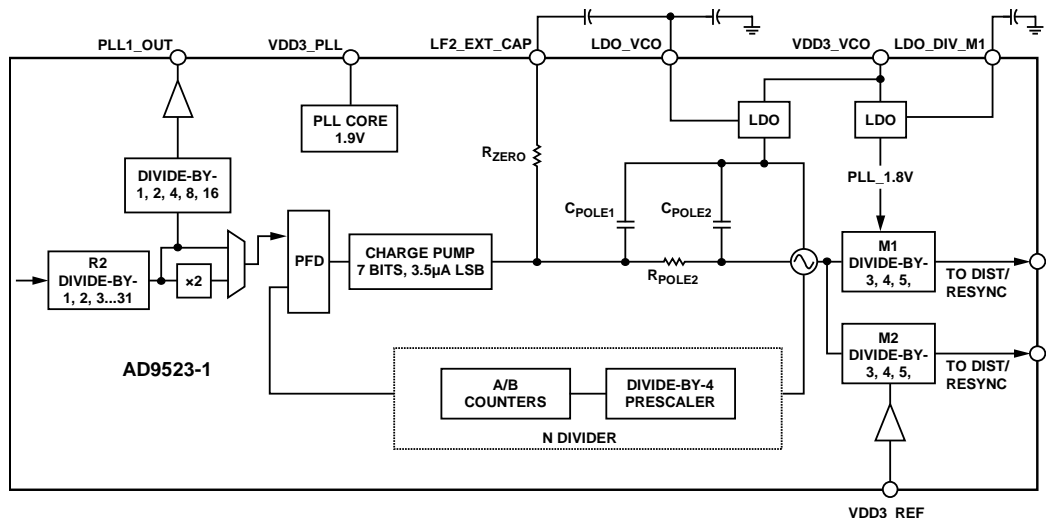 PLL1_OUT
VDD3_PLL
LF2_EXT_CAP
LDO_VCO
VDD3_VCO
LDO_DIV_M1
PLL CORE
1.9V
LDO
LDO
DIVIDE-BY-
1, 2, 4, 8, 16
RZERO
PLL_1.8V
CPOLE1
CPOLE2
R2
DIVIDE-BY-
1, 2, 3...31
×2
PFD
CHARGE PUMP
7 BITS, 3.5µA LSB
RPOLE2
M1
DIVIDE-BY-
3, 4, 5,
TO DIST/
RESYNC
M2
DIVIDE-BY-
3, 4, 5,
TO DIST/
RESYNC
AD9523-1
A/B
COUNTERS
DIVIDE-BY-4
PRESCALER
N DIVIDER
VDD3_REF